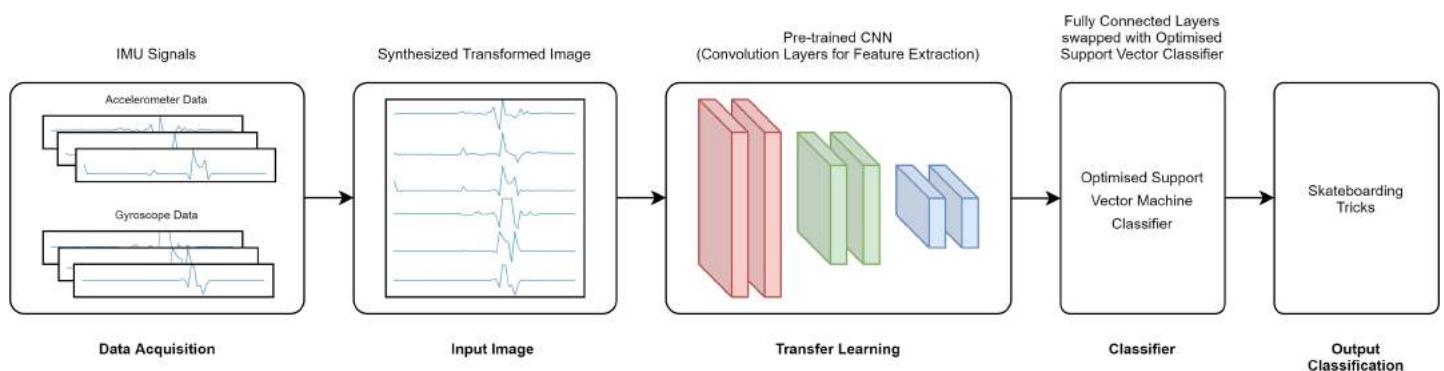 IMU Signals
Accelerometer Data
Gyroscope Data
Data Acquisition
Synthesized Transformed Image
Input Image
Pre-trained CNN
(Convolution Layers for Feature Extraction)
Transfer Learning
Fully Connected Layers
swapped with Optimised
Support Vector Classifier
Optimised Support
Vector Machine
Classifier
Classifier
Skateboarding
Tricks
Output
Classification